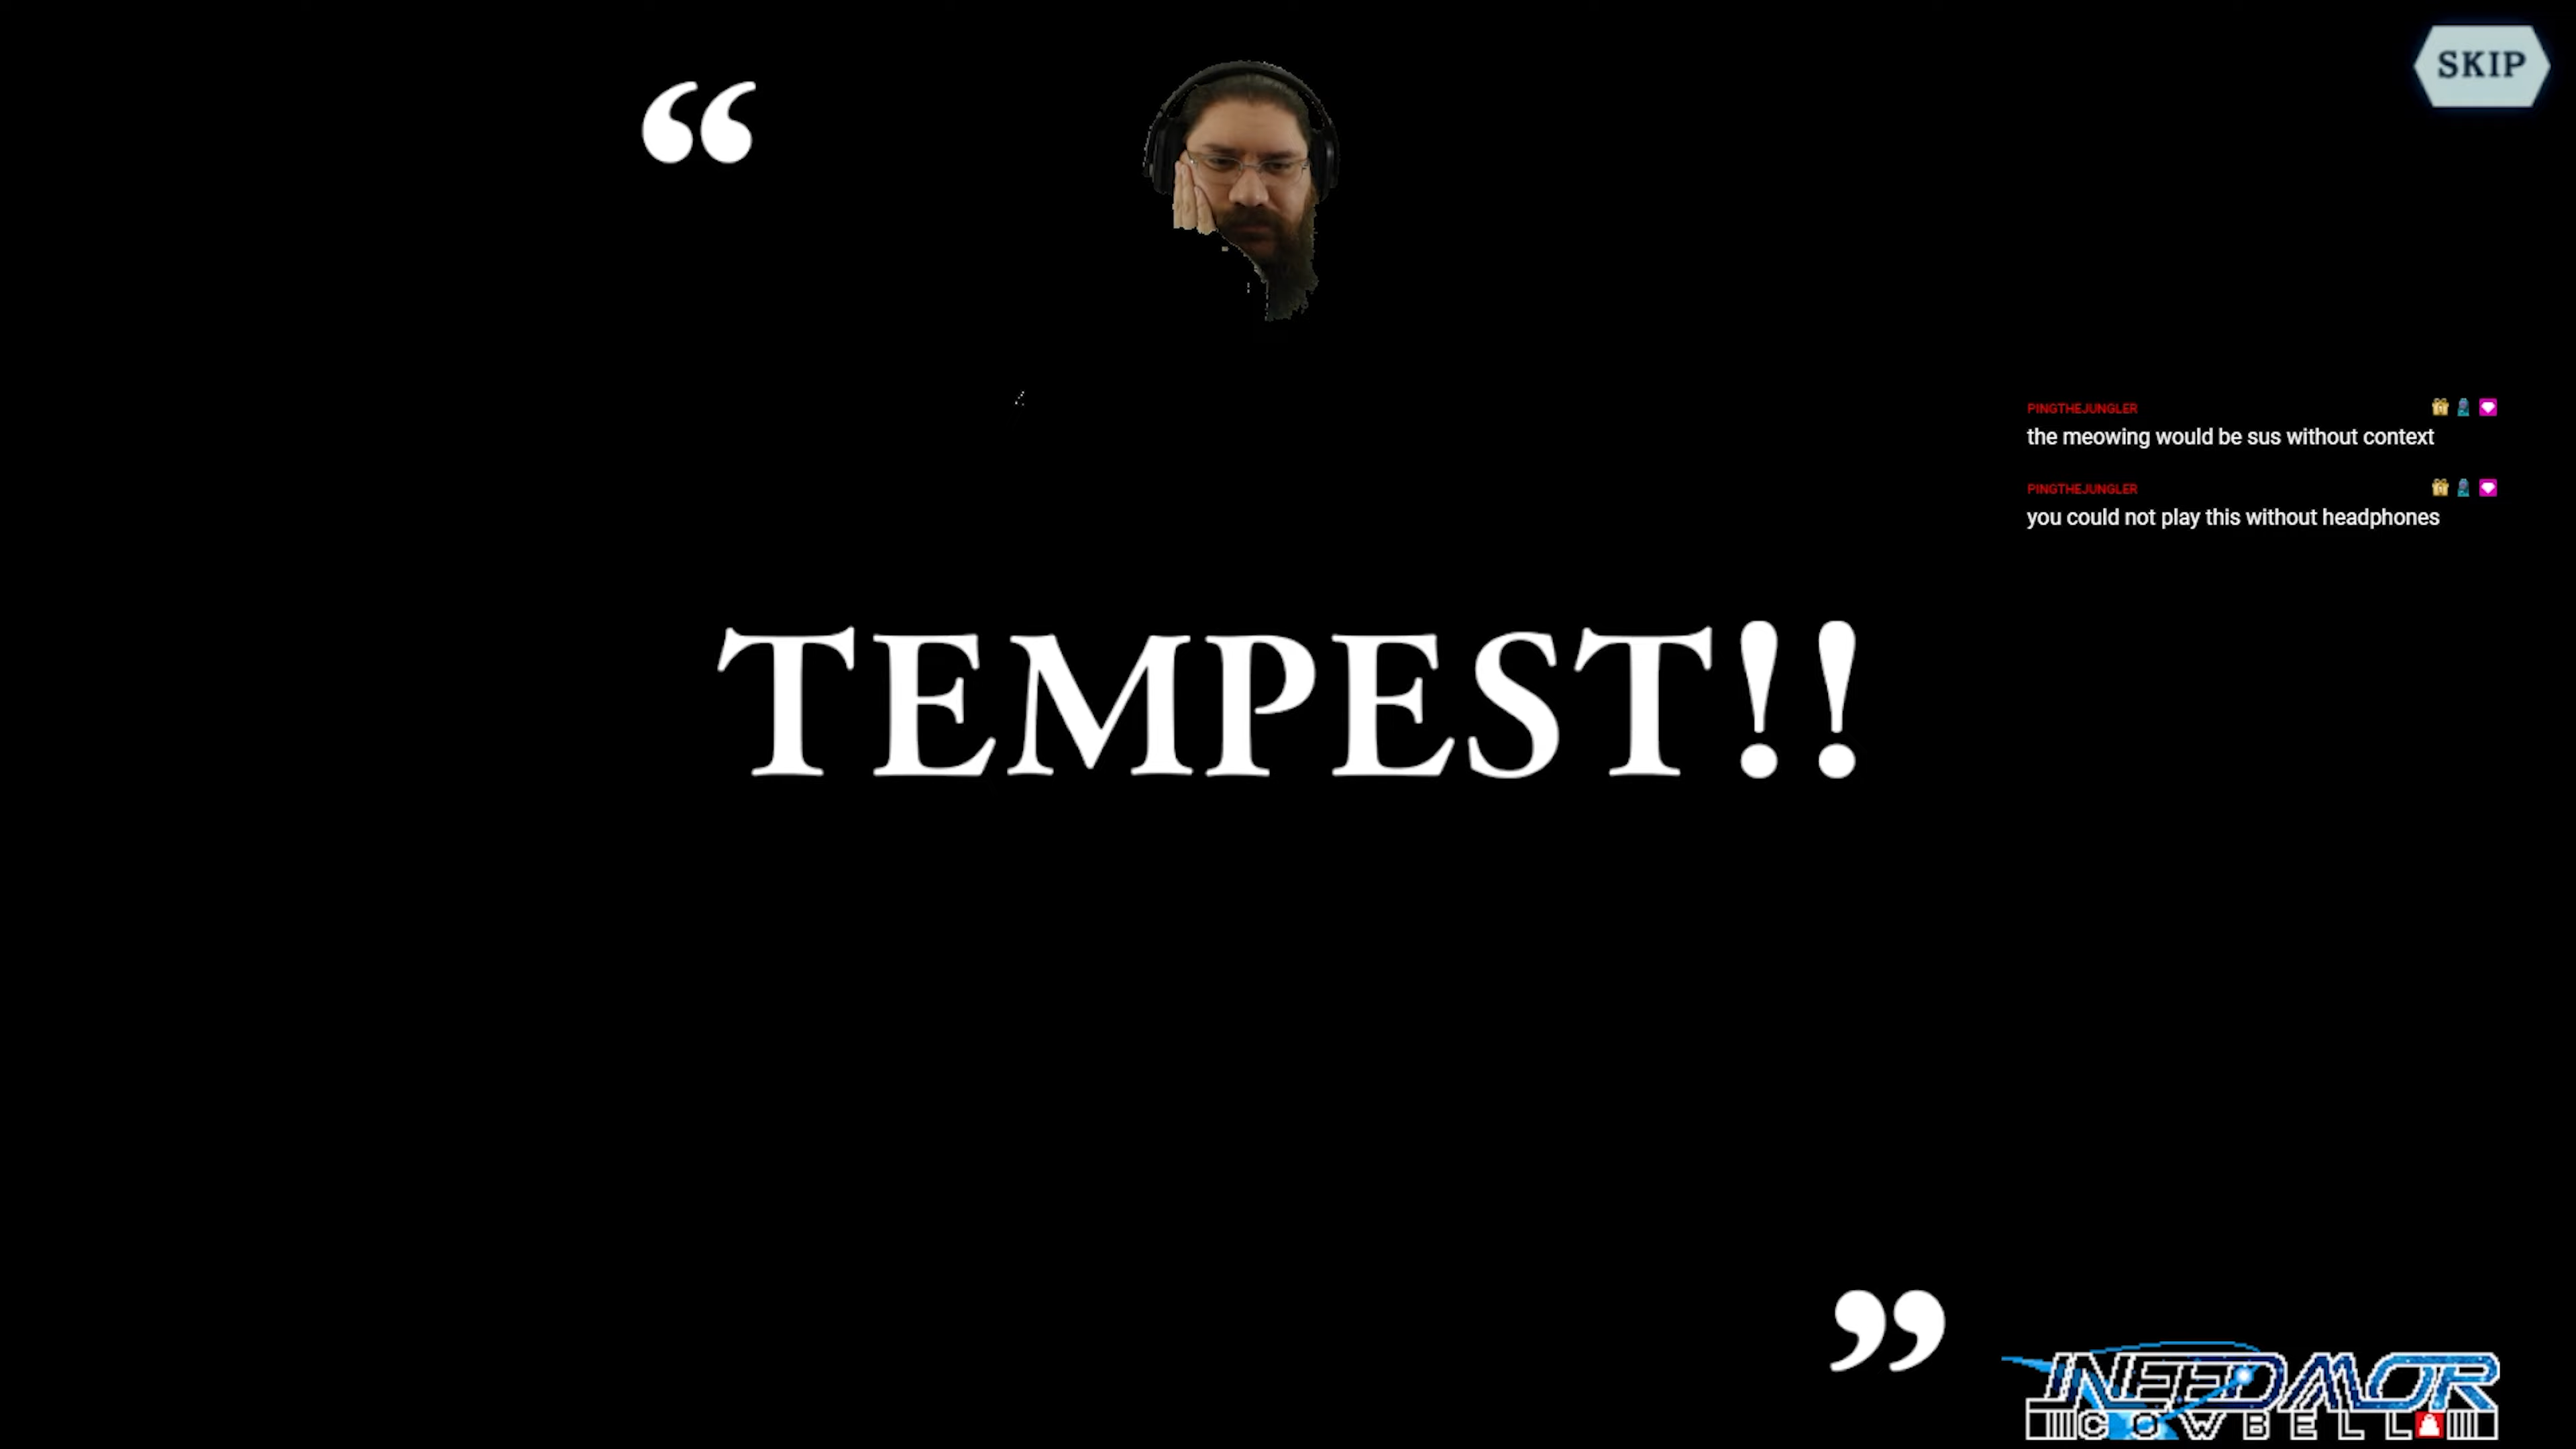 “
SKIP
PINGTHEJUNGLER
the meowing would be sus without context
PINGTHEJUNGLER
you could not play this without headphones
TEMPEST!!
”
INEEDMOR
COWBELL